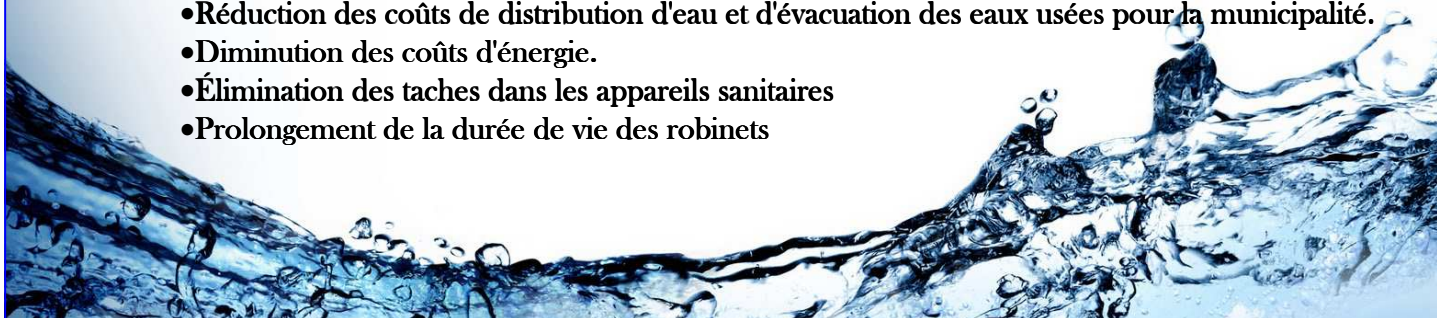 •Réduction des coûts de distribution d'eau et d'évacuation des eaux usées pour la municipalité.
•Diminution des coûts d'énergie.
•Élimination des taches dans les appareils sanitaires
•Prolongement de la durée de vie des robinets